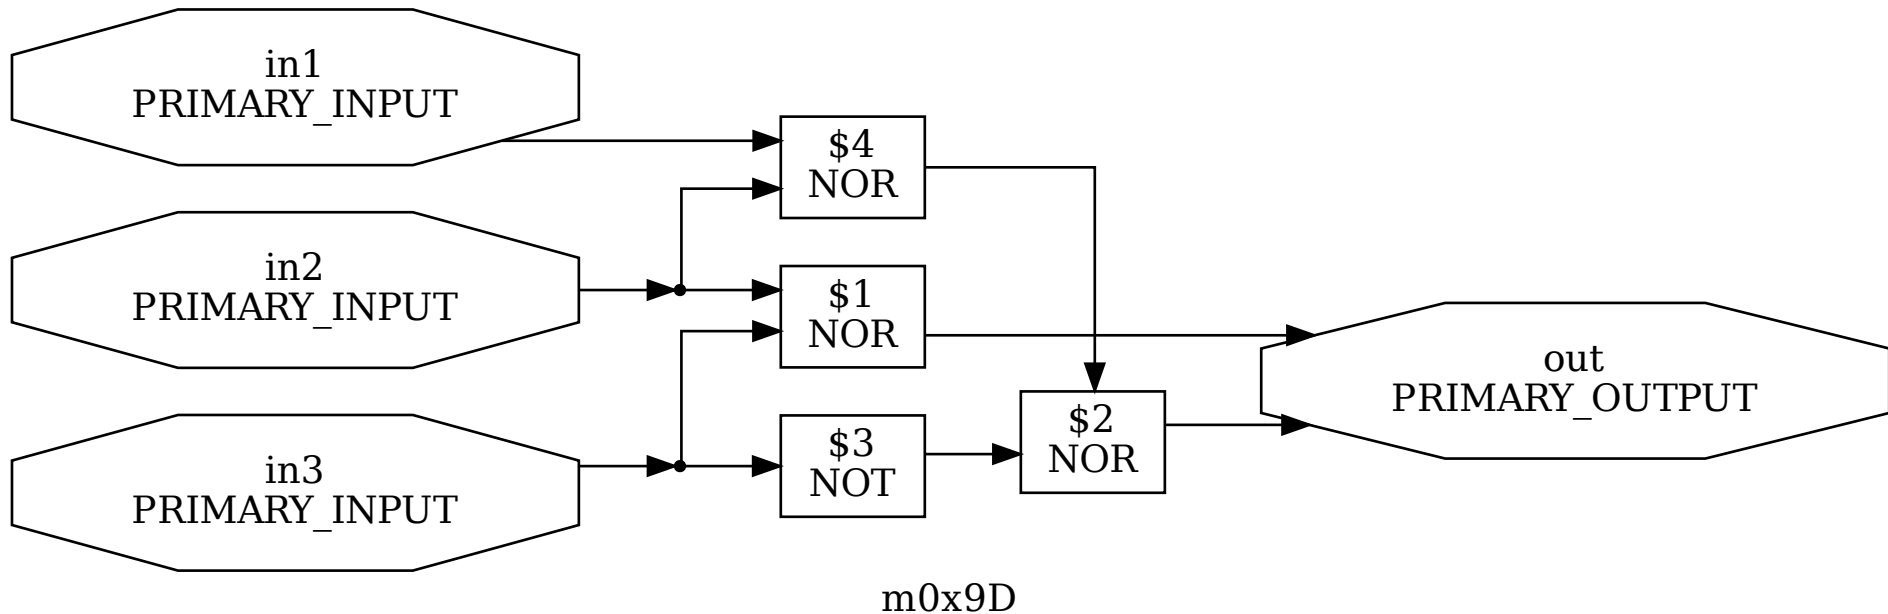 in1
PRIMARY_INPUT
$4
NOR
in2
PRIMARY_INPUT
$1
NOR
out
PRIMARY_OUTPUT
$2
NOR
in3
PRIMARY_INPUT
$3
NOT
m0x9D